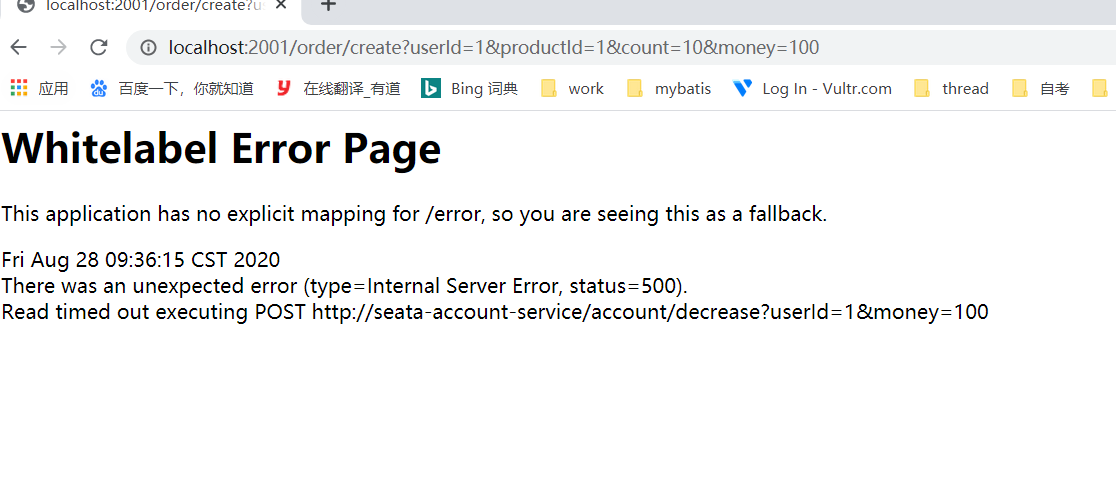 localhost:2001/order/create?u
localhost:2001/order/create?userId=1&productId=1&count=10&money=100
应用 百度一下，你就知道 在线翻译_有道 Bing 词典 work mybatis Log In - Vultr.com thread 自考
Whitelabel Error Page
This application has no explicit mapping for /error, so you are seeing this as a fallback.
Fri Aug 28 09:36:15 CST 2020
There was an unexpected error (type=Internal Server Error, status=500).
Read timed out executing POST http://seata-account-service/account/decrease?userId=1&money=100